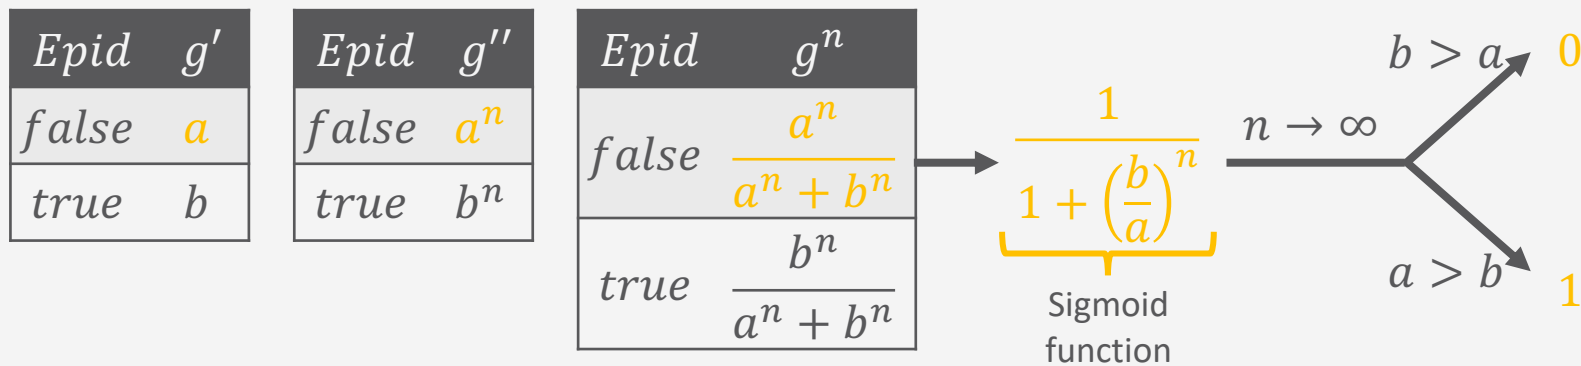 Epid g′
false a
true b
Epid g′′
false aⁿ
true bⁿ
Epid gⁿ
false aⁿ / (aⁿ + bⁿ)
true bⁿ / (aⁿ + bⁿ)
1 / (1 + (b/a)ⁿ)
Sigmoid
function
n → ∞
b > a 0
a > b 1